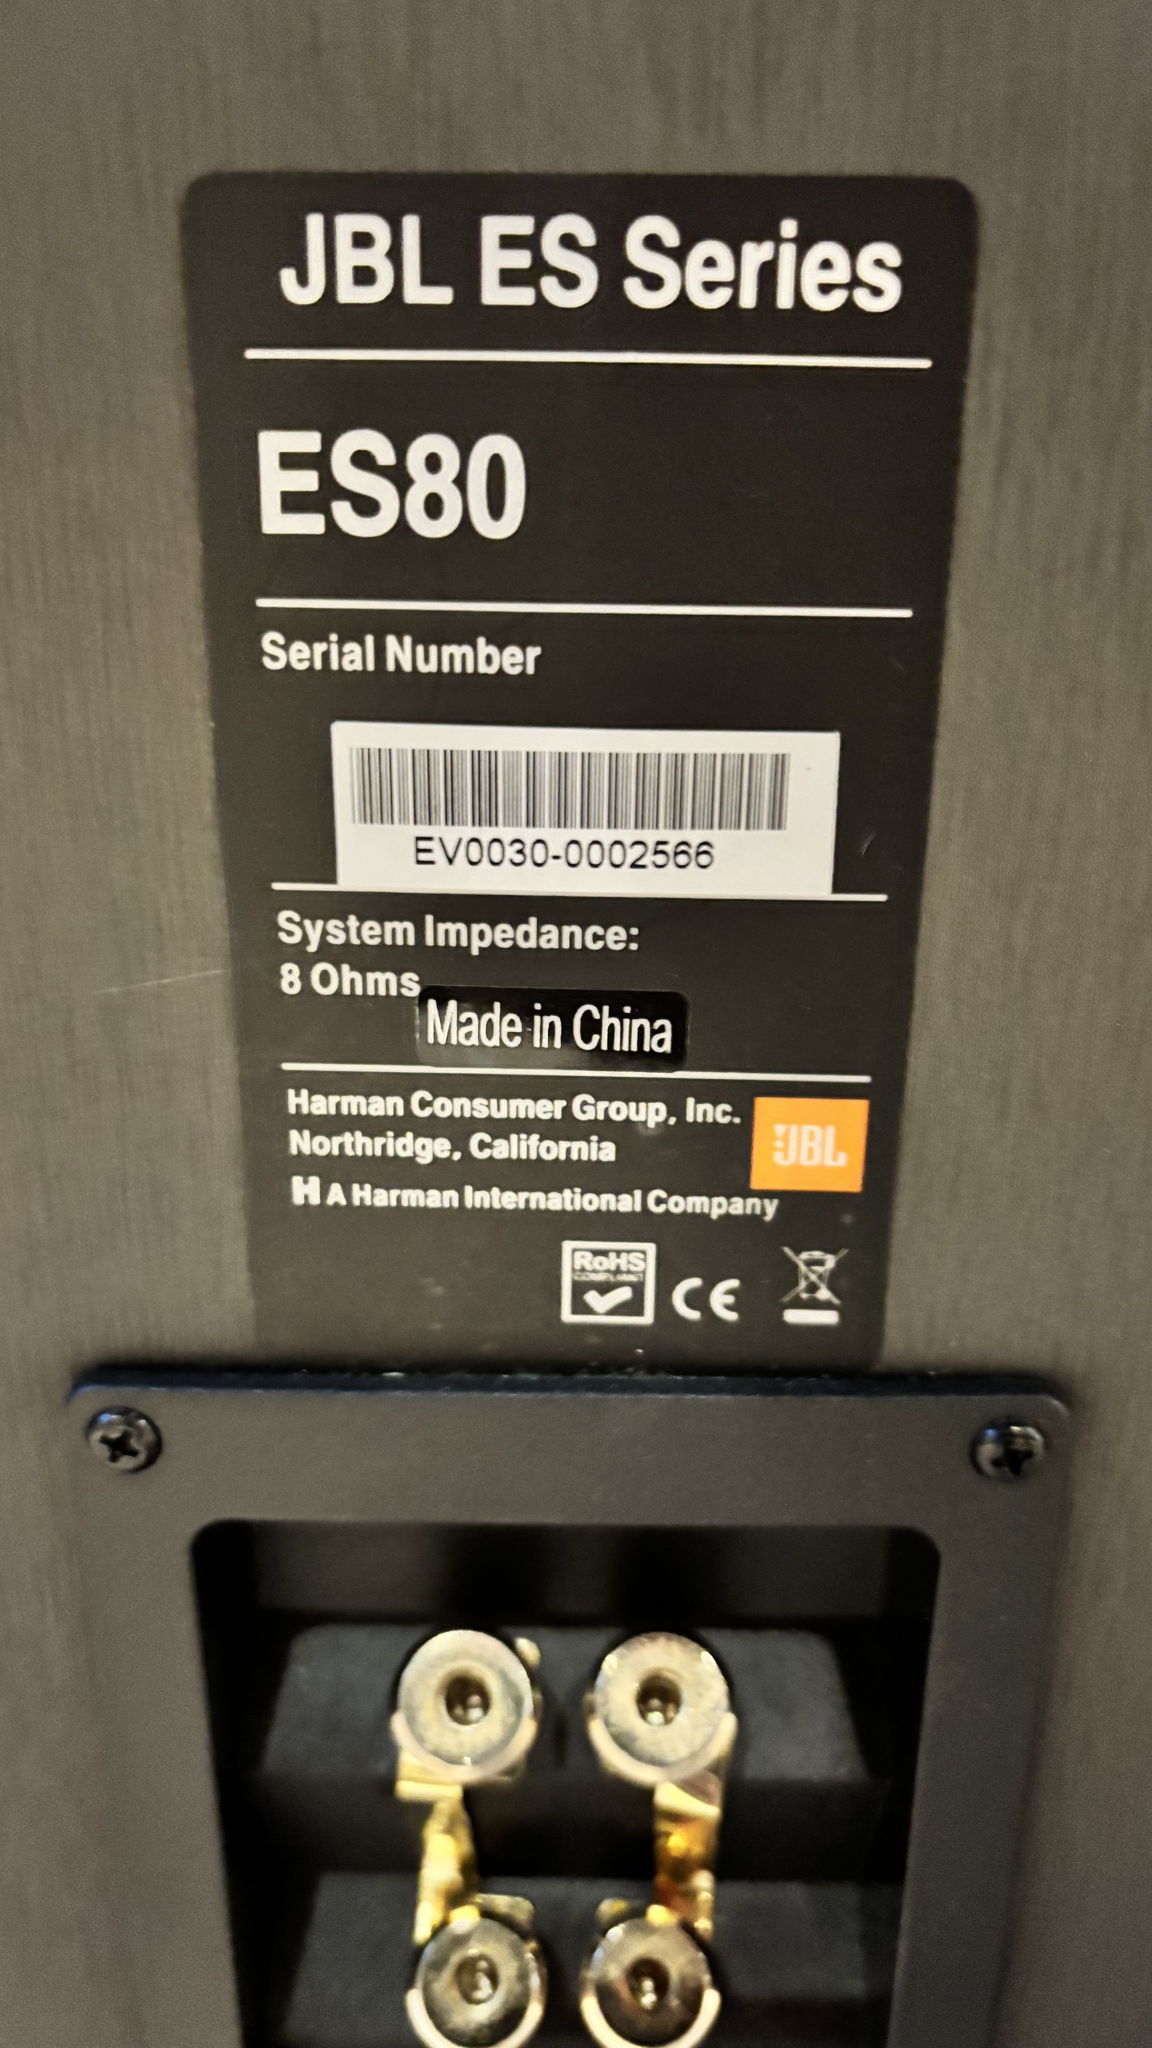 JBL ES Series
ES80
Serial Number
EV0030-0002566
System Impedance:
8 Ohms
Made in China
Harman Consumer Group, Inc.
Northridge, California
JBL
H A Harman International Company
RoHS
COMPLIANT
CE